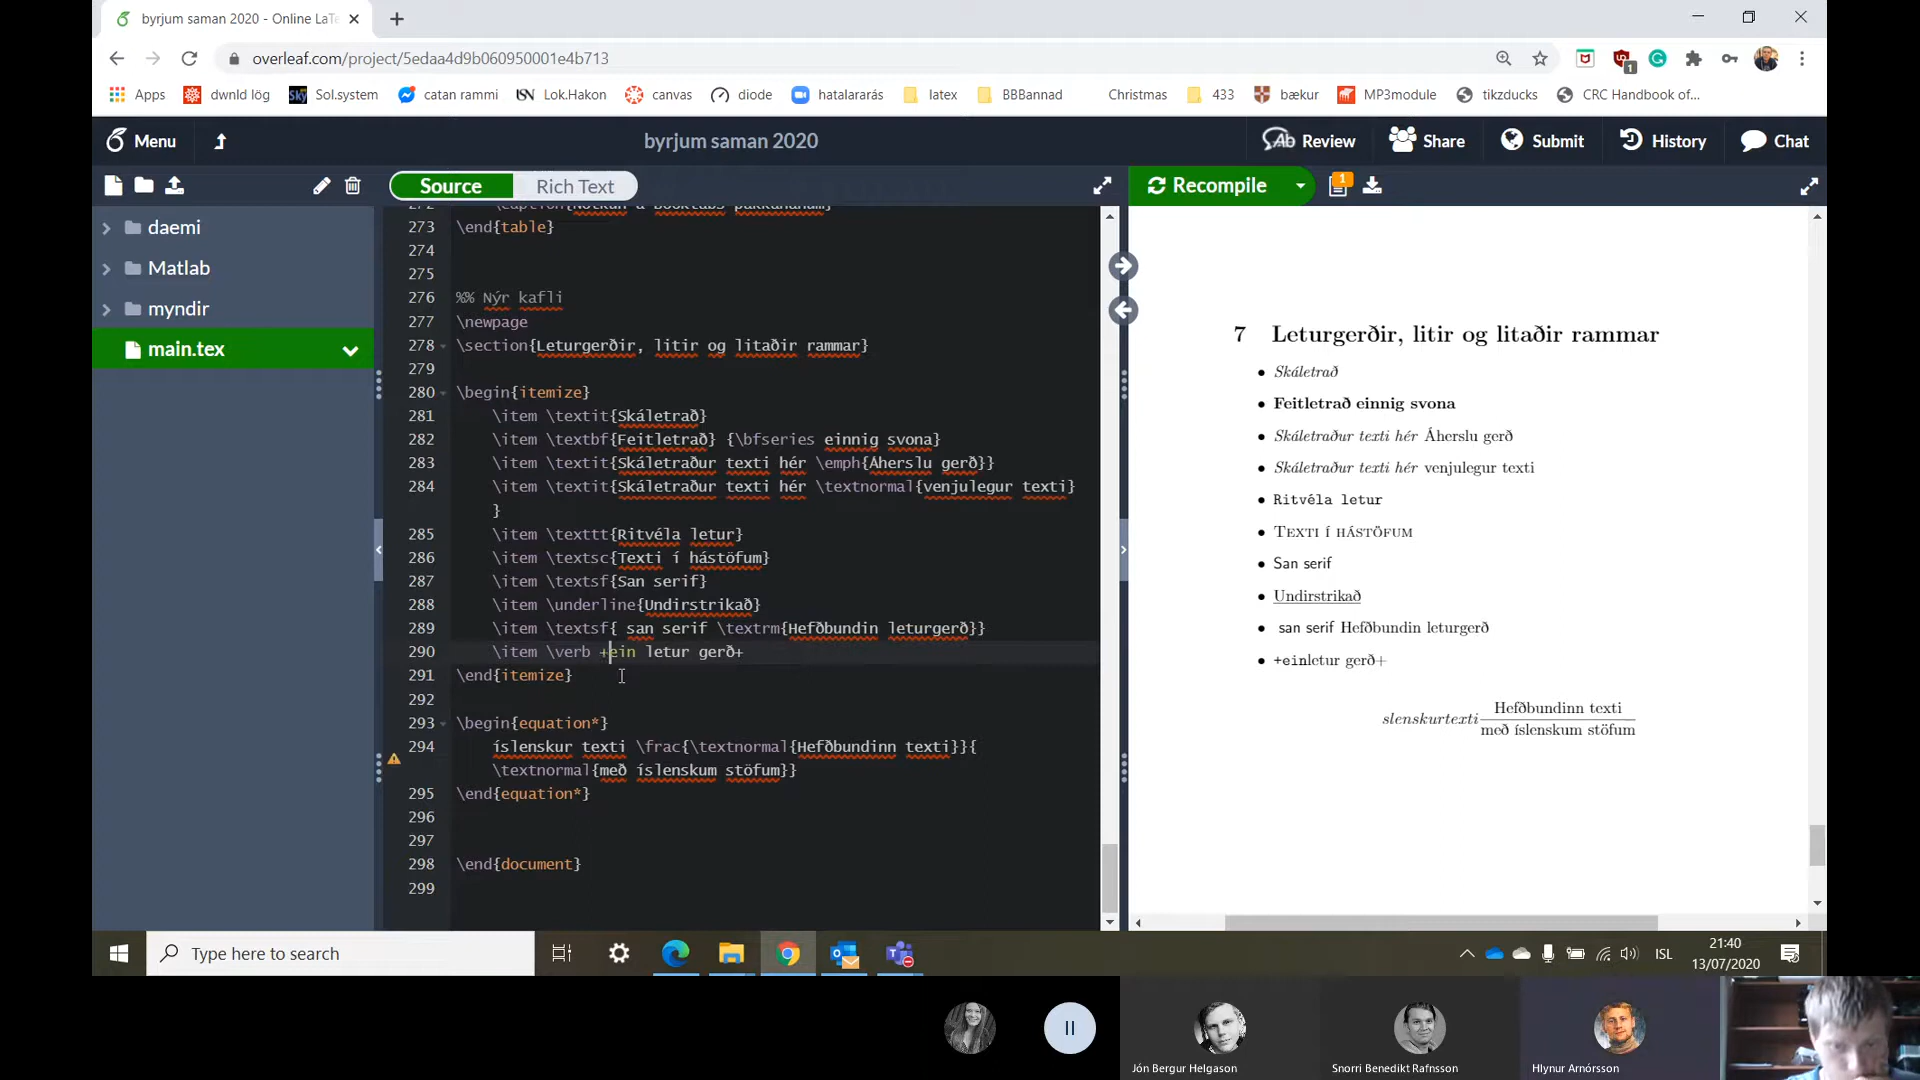 byrjum saman 2020 - Online LaTe
overleaf.com/project/5edaa4d9b060950001e4b713
1
Apps
dwnld lög
Sol.system
catan rammi
Lok.Hakon
canvas
diode
hatalararás
latex
BBBannad
Christmas
433
bækur
MP3module
tikzducks
CRC Handbook of...
Menu
byrjum saman 2020
Review
Share
Submit
History
Chat
Source
Rich Text
Recompile
1
daemi
Matlab
myndir
main.tex
273 \end{table}
274
275
276 %% Nýr kafli
277 \newpage
278 \section{Leturgerðir, litir og litaðir rammar}
279
280 \begin{itemize}
281 \item \textit{Skáletrað}
282 \item \textbf{Feitletrað} {\bfseries einnig svona}
283 \item \textit{Skáletraður texti hér \emph{Áherslu gerð}}
284 \item \textit{Skáletraður texti hér \textnormal{venjulegur texti}
}
285 \item \texttt{Ritvéla letur}
286 \item \textsc{Texti í hástöfum}
287 \item \textsf{San serif}
288 \item \underline{Undirstrikað}
289 \item \textsf{ san serif \textrm{Hefðbundin leturgerð}}
290 \item \verb +ein letur gerð+
291 \end{itemize}
292
293 \begin{equation*}
294 íslenskur texti \frac{\textnormal{Hefðbundinn texti}}{
\textnormal{með íslenskum stöfum}}
295 \end{equation*}
296
297
298 \end{document}
299
7 Leturgerðir, litir og litaðir rammar
• Skáletrað
• Feitletrað einnig svona
• Skáletraður texti hér Áherslu gerð
• Skáletraður texti hér venjulegur texti
• Ritvéla letur
• Texti í hástöfum
• San serif
• Undirstrikað
• san serif Hefðbundin leturgerð
• +einletur gerð+
slenskurtexti
Hefðbundinn texti
með íslenskum stöfum
Type here to search
ISL
21:40
13/07/2020
Jón Bergur Helgason
Snorri Benedikt Rafnsson
Hlynur Arnórsson